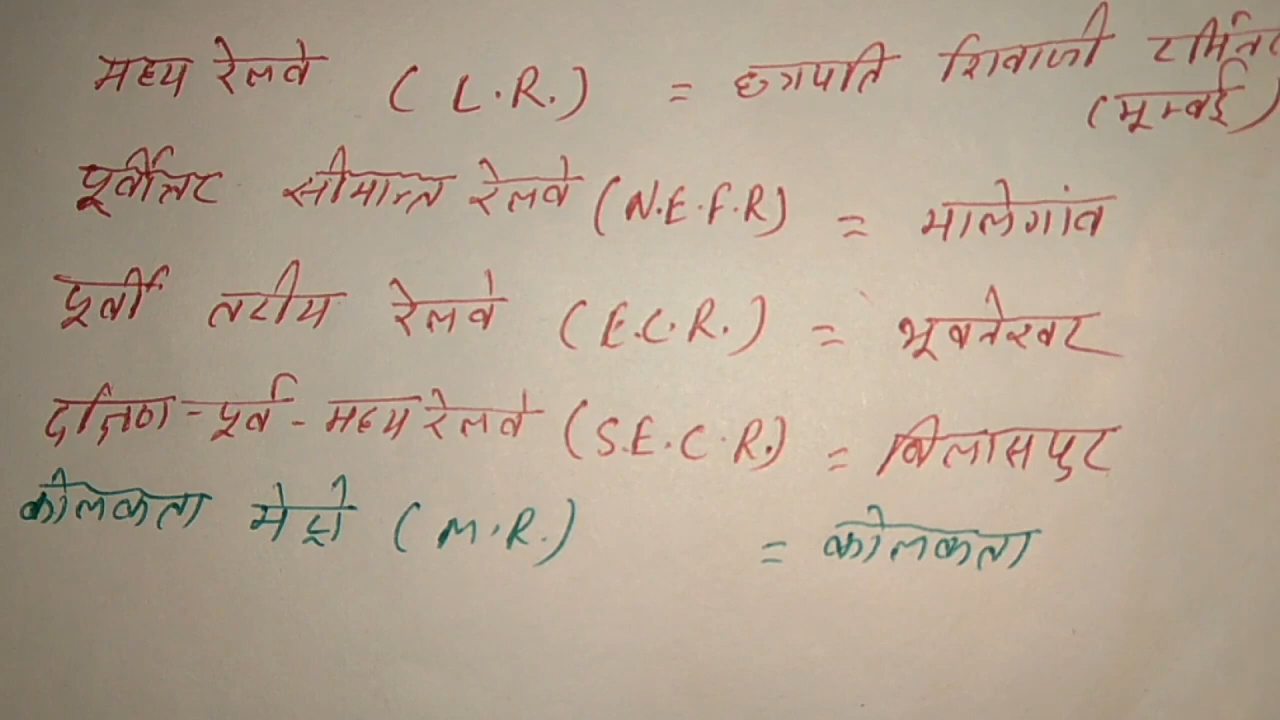 मध्य रेलवे (L.R.) = छत्रपति शिवाजी टर्मिनल
(मूम्बई)
पूर्वोत्तर सीमान्त रेलवे (N.E.F.R) = मालेगांव
पूर्वी तटीय रेलवे (E.C.R.) = भूवनेश्वर
दक्षिण-पूर्व-मध्य रेलवे (S.E.C.R.) = बिलासपुर
कोलकता मेट्रो (M.R.) = कोलकता